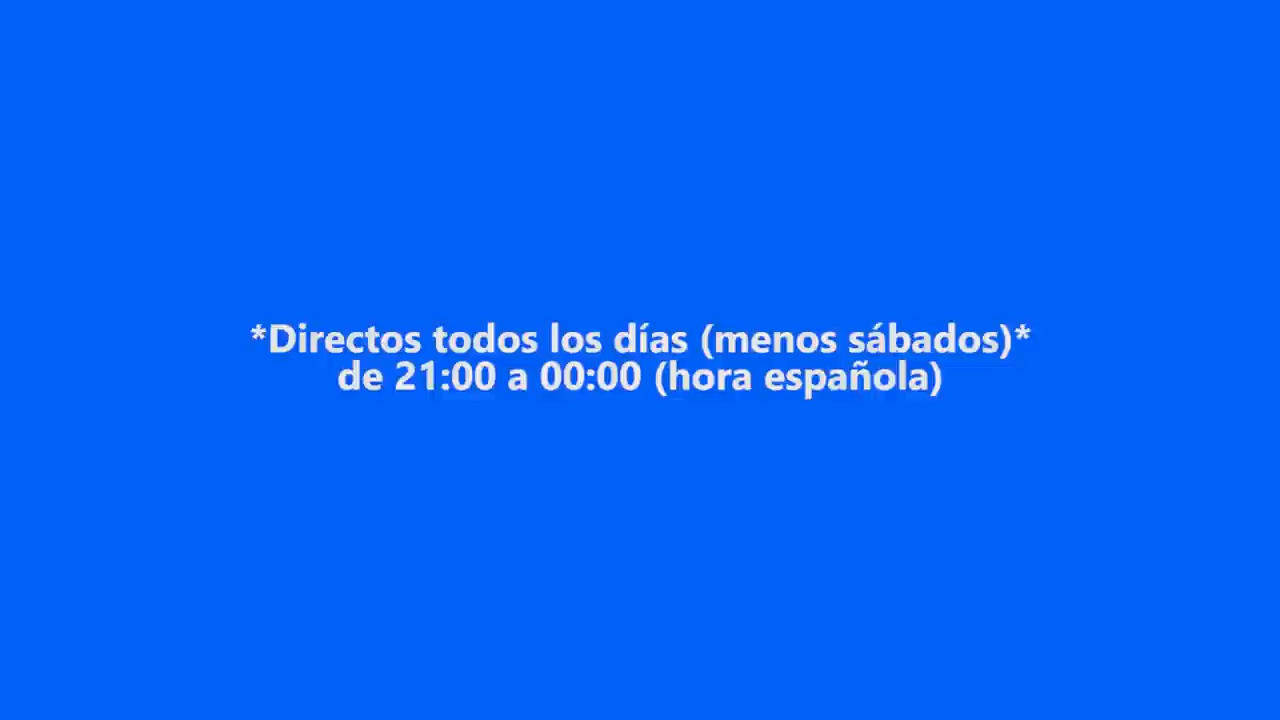 *Directos todos los días (menos sábados)*
de 21:00 a 00:00 (hora española)